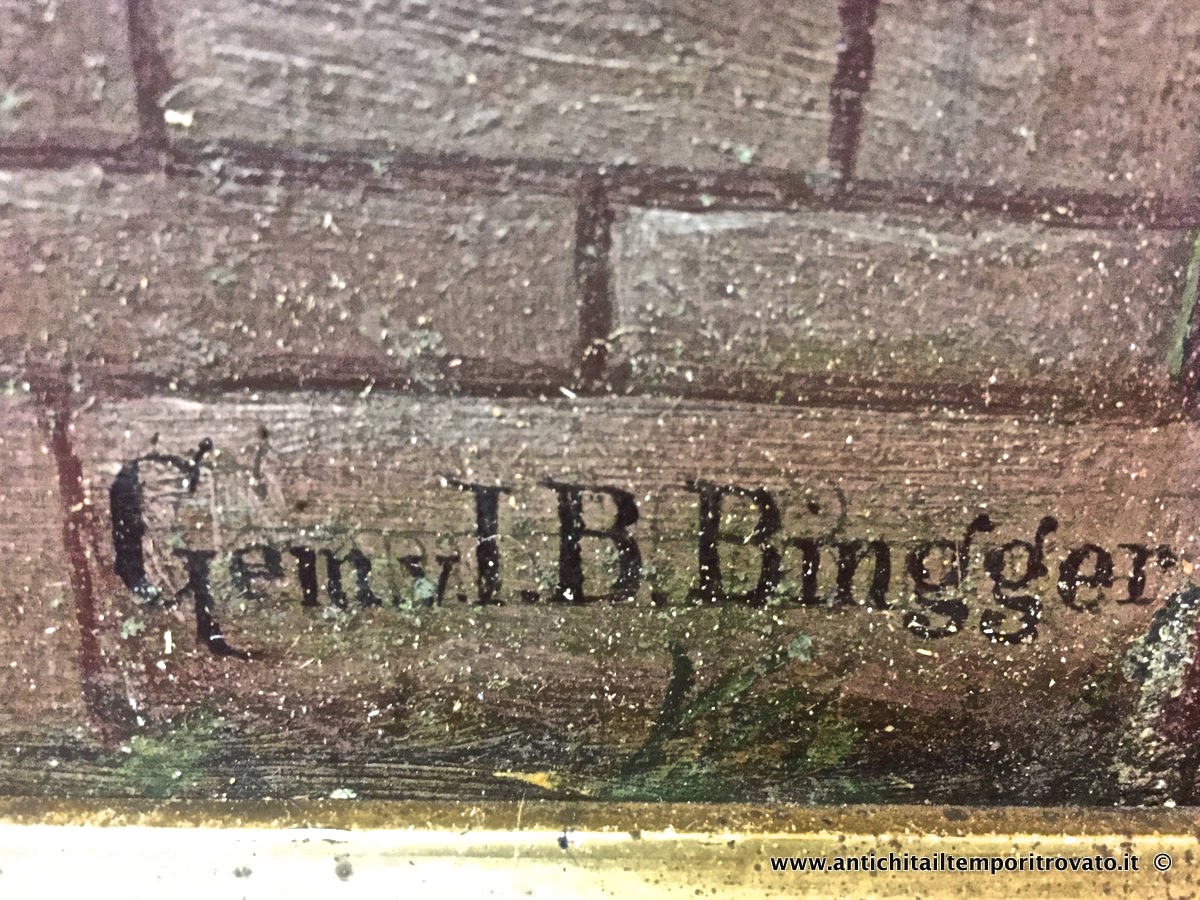 Gem v. I. B. Bingger
www.antichitailtemporitrovato.it ©